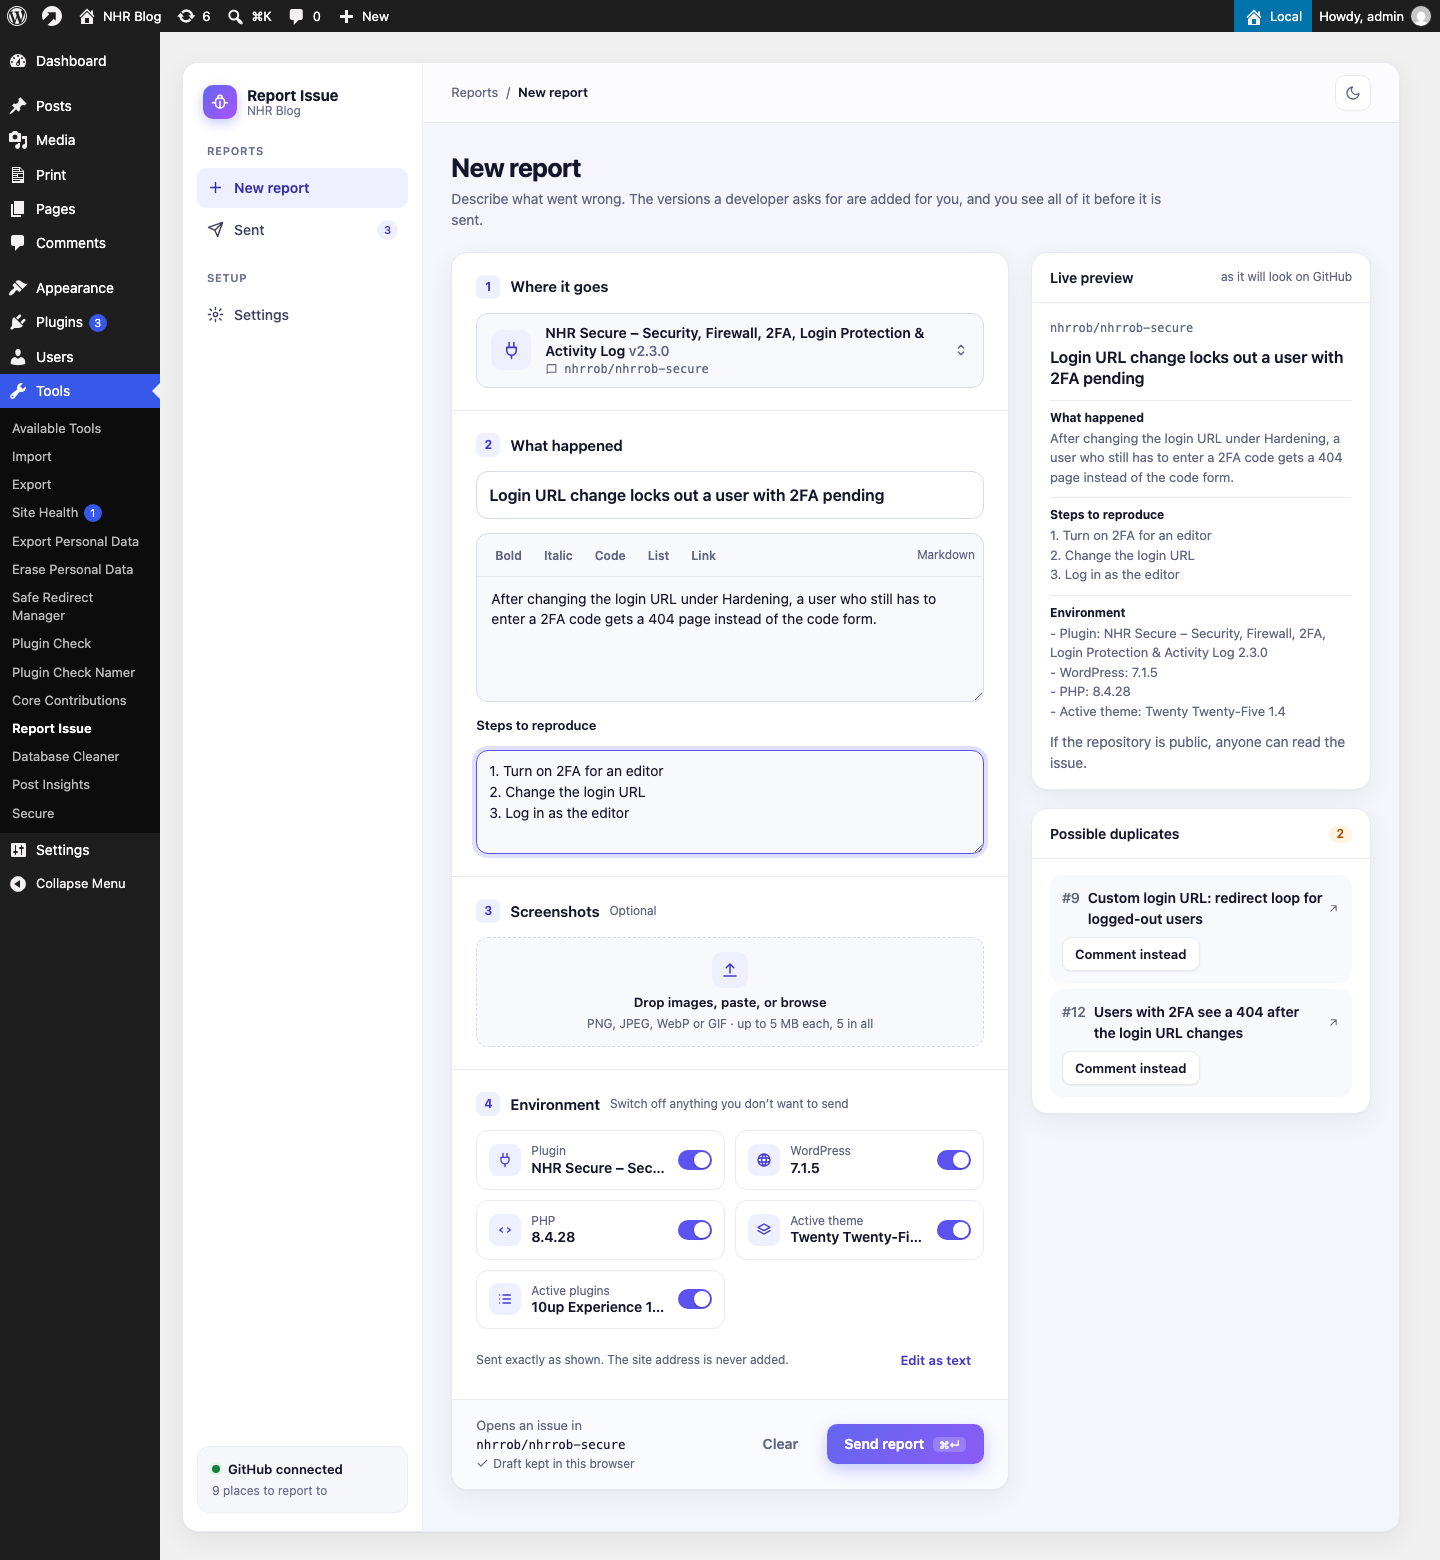 NHR Blog
6
⌘K
0
New
Local
Howdy, admin
Dashboard
Posts
Media
Print
Pages
Comments
Appearance
Plugins 3
Users
Tools
Available Tools
Import
Export
Site Health 1
Export Personal Data
Erase Personal Data
Safe Redirect
Manager
Plugin Check
Plugin Check Namer
Core Contributions
Report Issue
Database Cleaner
Post Insights
Secure
Settings
Collapse Menu
Report Issue
NHR Blog
REPORTS
New report
Sent 3
SETUP
Settings
GitHub connected
9 places to report to
Reports / New report
New report
Describe what went wrong. The versions a developer asks for are added for you, and you see all of it before it is
sent.
1 Where it goes
NHR Secure – Security, Firewall, 2FA, Login Protection &
Activity Log v2.3.0
nhrrob/nhrrob-secure
2 What happened
Login URL change locks out a user with 2FA pending
Bold Italic Code List Link Markdown
After changing the login URL under Hardening, a user who still has to
enter a 2FA code gets a 404 page instead of the code form.
Steps to reproduce
1. Turn on 2FA for an editor
2. Change the login URL
3. Log in as the editor
3 Screenshots Optional
Drop images, paste, or browse
PNG, JPEG, WebP or GIF · up to 5 MB each, 5 in all
4 Environment Switch off anything you don't want to send
Plugin
NHR Secure – Sec...
WordPress
7.1.5
PHP
8.4.28
Active theme
Twenty Twenty-Fi...
Active plugins
10up Experience 1...
Sent exactly as shown. The site address is never added.
Edit as text
Opens an issue in
nhrrob/nhrrob-secure
Draft kept in this browser
Clear
Send report ⌘↵
Live preview as it will look on GitHub
nhrrob/nhrrob-secure
Login URL change locks out a user with
2FA pending
What happened
After changing the login URL under Hardening, a
user who still has to enter a 2FA code gets a 404
page instead of the code form.
Steps to reproduce
1. Turn on 2FA for an editor
2. Change the login URL
3. Log in as the editor
Environment
- Plugin: NHR Secure – Security, Firewall, 2FA,
Login Protection & Activity Log 2.3.0
- WordPress: 7.1.5
- PHP: 8.4.28
- Active theme: Twenty Twenty-Five 1.4
If the repository is public, anyone can read the
issue.
Possible duplicates 2
#9 Custom login URL: redirect loop for
logged-out users
Comment instead
#12 Users with 2FA see a 404 after
the login URL changes
Comment instead